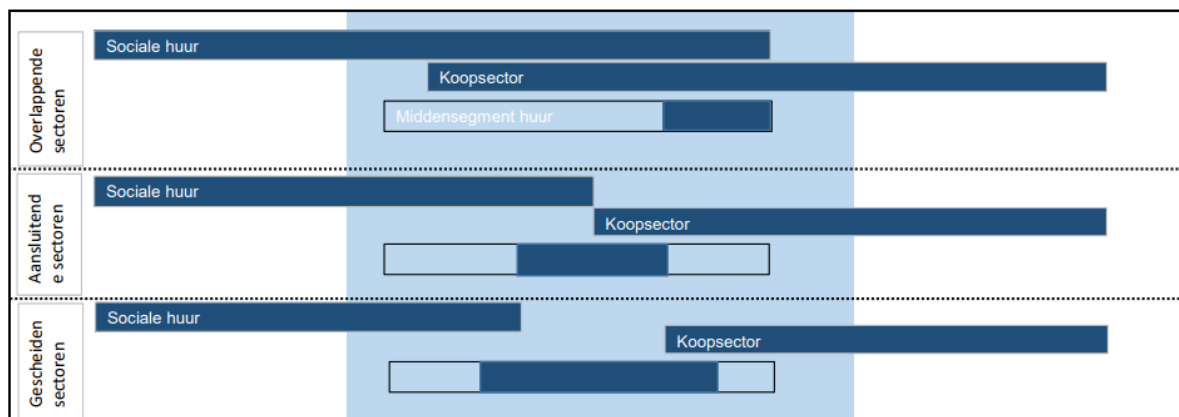 Overlappende
sectoren
Sociale huur
Koopsector
Middensegment huur
Aansluitend
e sectoren
Sociale huur
Koopsector
Gescheiden
sectoren
Sociale huur
Koopsector